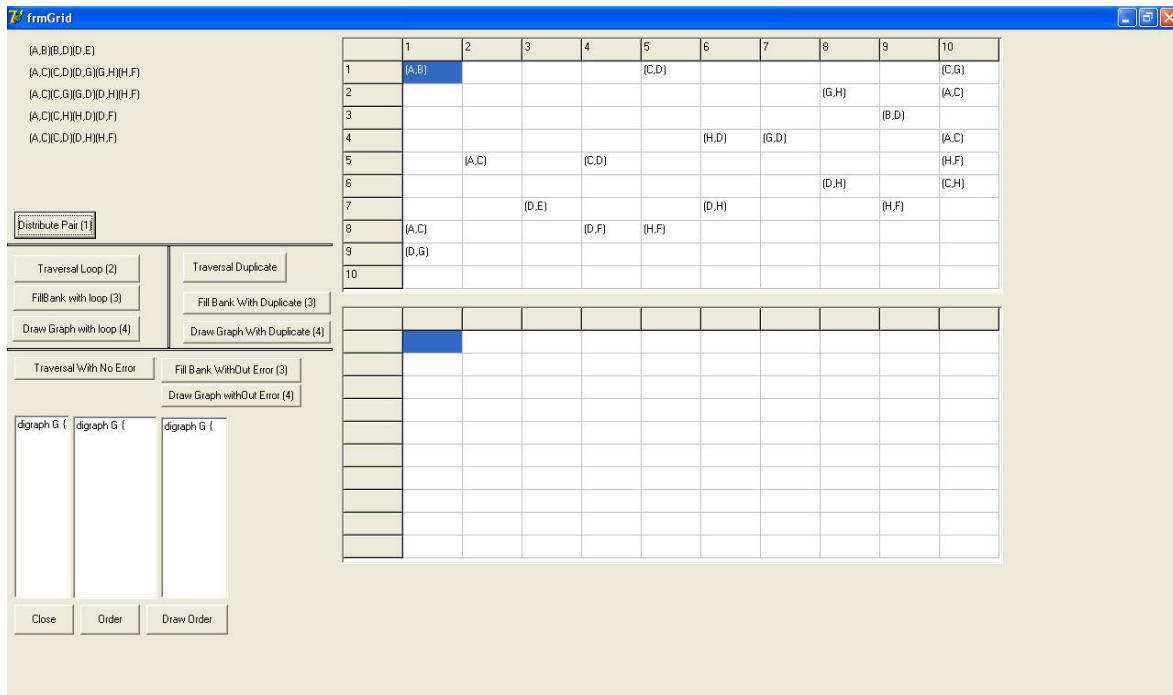 frmGrid
(A,B)(B,D)(D,E)
(A,C)(C,D)(D,G)(G,H)(H,F)
(A,C)(C,G)(G,D)(D,H)(H,F)
(A,C)(C,H)(H,D)(D,F)
(A,C)(C,D)(D,H)(H,F)
Distribute Pair (1)
Traversal Loop (2)
FillBank with loop (3)
Draw Graph with loop (4)
Traversal Duplicate
Fill Bank With Duplicate (3)
Draw Graph With Duplicate (4)
Traversal With No Error
Fill Bank WithOut Error (3)
Draw Graph withOut Error (4)
digraph G { digraph G { digraph G {
Close Order Draw Order
1 2 3 4 5 6 7 8 9 10
1 (A,B) (C,D) (C,G)
2 (G,H) (A,C)
3 (B,D)
4 (H,D) (G,D) (A,C)
5 (A,C) (C,D) (H,F)
6 (D,H) (C,H)
7 (D,E) (D,H) (H,F)
8 (A,C) (D,F) (H,F)
9 (D,G)
10